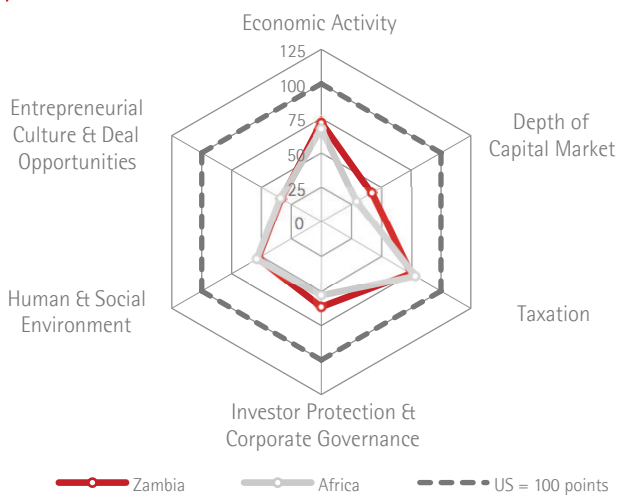 Economic Activity
125
100
75
50
25
0
Depth of
Capital Market
Taxation
Investor Protection &
Corporate Governance
Human & Social
Environment
Entrepreneurial
Culture & Deal
Opportunities
Zambia
Africa
US = 100 points